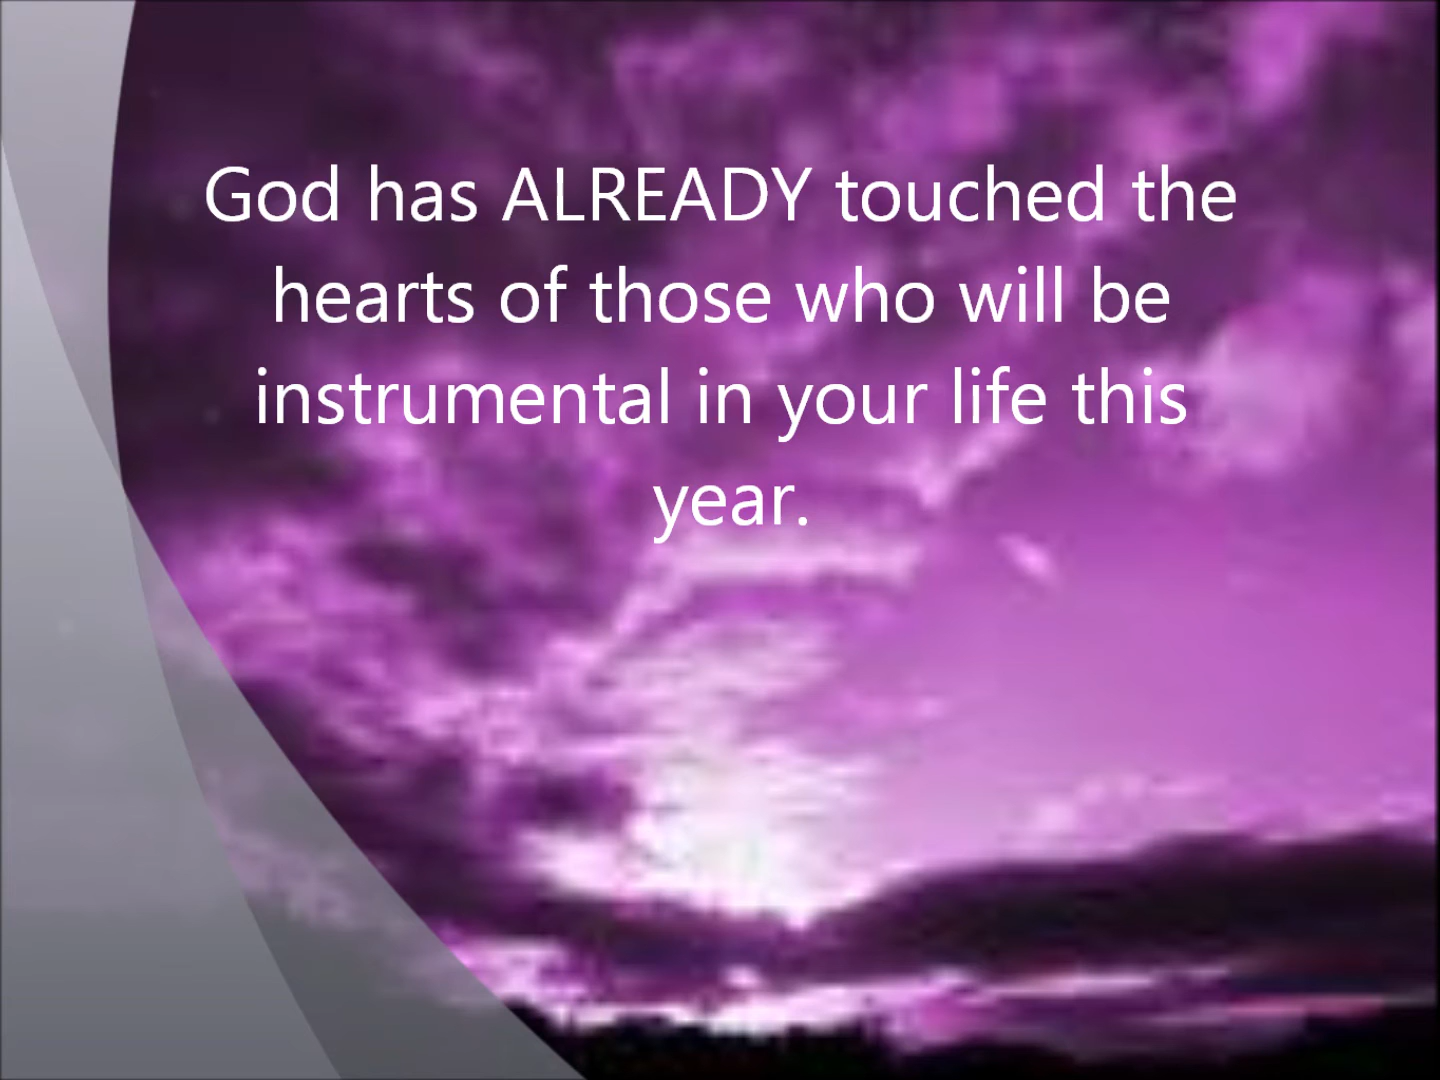 God has ALREADY touched the
hearts of those who will be
instrumental in your life this
year.